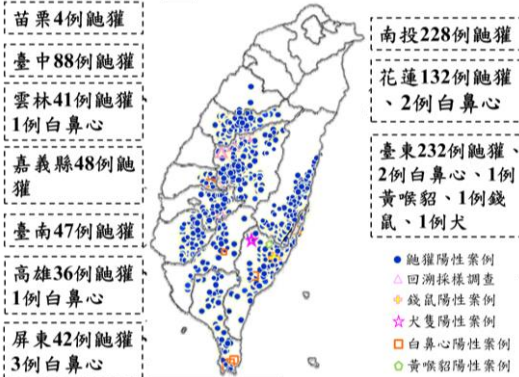 苗栗4例鼬獾
臺中88例鼬獾
雲林41例鼬獾
1例白鼻心
嘉義縣48例鼬
獾
臺南47例鼬獾
高雄36例鼬獾
1例白鼻心
屏東42例鼬獾
3例白鼻心
南投228例鼬獾
花蓮132例鼬獾
、2例白鼻心
臺東232例鼬獾、
2例白鼻心、1例
黃喉貂、1例錢
鼠、1例犬
鼬獾陽性案例
回溯採樣調查
錢鼠陽性案例
犬隻陽性案例
白鼻心陽性案例
黃喉貂陽性案例